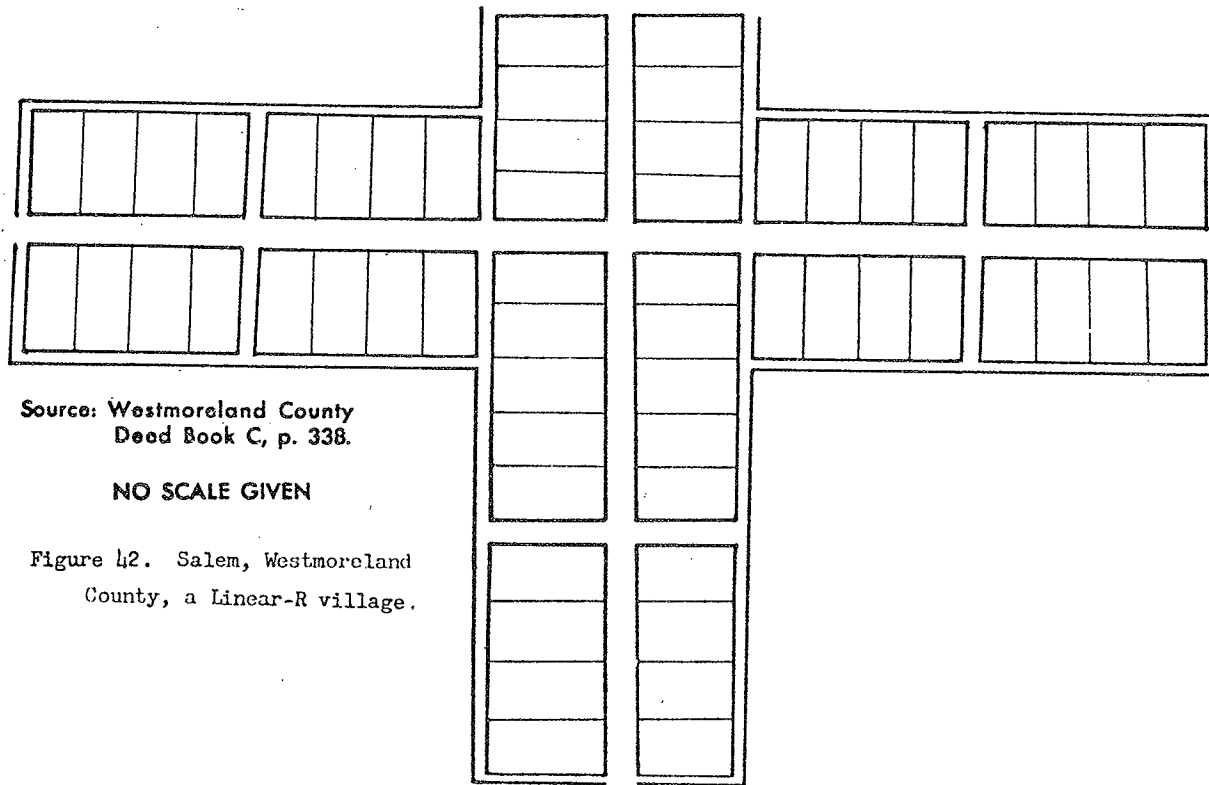 Source: Westmoreland County
Deed Book C, p. 338.
NO SCALE GIVEN
Figure 42. Salem, Westmoreland
County, a Linear-R village.